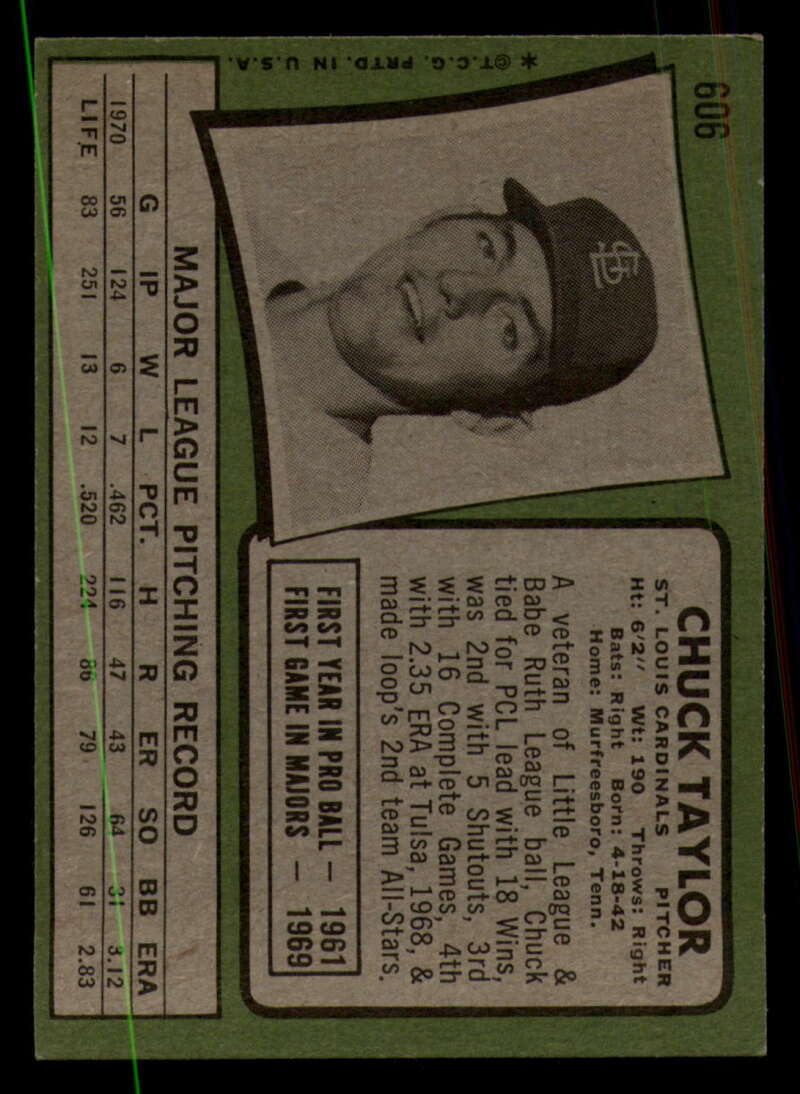 606
* ©T.C.G. PRTD. IN U.S.A.
CHUCK TAYLOR
ST. LOUIS CARDINALS PITCHER
Ht: 6'2" Wt: 190 Throws: Right
Bats: Right Born: 4-18-42
Home: Murfreesboro, Tenn.
A veteran of Little League &
Babe Ruth League ball, Chuck
tied for PCL lead with 18 Wins,
was 2nd with 5 Shutouts, 3rd
with 16 Complete Games, 4th
with 2.35 ERA at Tulsa, 1968, &
made loop's 2nd team All-Stars.
FIRST YEAR IN PRO BALL — 1961
FIRST GAME IN MAJORS — 1969
MAJOR LEAGUE PITCHING RECORD
G IP W L PCT. H R ER SO BB ERA
1970 56 124 6 7 .462 116 47 43 64 31 3.12
LIFE 83 251 13 12 .520 224 86 79 126 61 2.83
StL